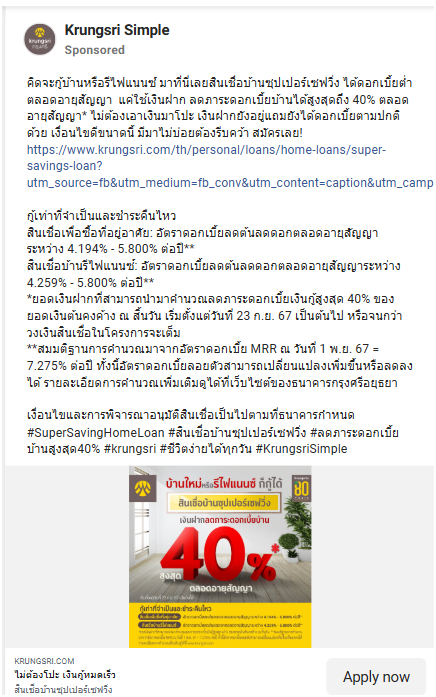 Krungsri Simple
Sponsored
krungsri
กรุงศรี
คิดจะกู้บ้านหรือรีไฟแนนซ์ มาที่นี่เลยสินเชื่อบ้านซุปเปอร์เซฟวิ่ง ได้ดอกเบี้ยต่ำ
ตลอดอายุสัญญา แค่ใช้เงินฝาก ลดภาระดอกเบี้ยบ้านได้สูงสุดถึง 40% ตลอด
อายุสัญญา* ไม่ต้องเอาเงินมาโปะ เงินฝากยังอยู่แถมยังได้ดอกเบี้ยตามปกติ
ด้วย เงื่อนไขดีขนาดนี้ มีมาไม่บ่อยต้องรีบคว้า สมัครเลย!
https://www.krungsri.com/th/personal/loans/home-loans/super-
savings-loan?
utm_source=fb&utm_medium=fb_conv&utm_content=caption&utm_camp
กู้เท่าที่จำเป็นและชำระคืนไหว
สินเชื่อเพื่อซื้อที่อยู่อาศัย: อัตราดอกเบี้ยลดต้นลดดอกตลอดอายุสัญญา
ระหว่าง 4.194% - 5.800% ต่อปี**
สินเชื่อบ้านรีไฟแนนซ์: อัตราดอกเบี้ยลดต้นลดดอกตลอดอายุสัญญาระหว่าง
4.259% - 5.800% ต่อปี**
*ยอดเงินฝากที่สามารถนำมาคำนวณลดภาระดอกเบี้ยเงินกู้สูงสุด 40% ของ
ยอดเงินต้นคงค้าง ณ สิ้นวัน เริ่มตั้งแต่วันที่ 23 ก.ย. 67 เป็นต้นไป หรือจนกว่า
วงเงินสินเชื่อในโครงการจะเต็ม
**สมมติฐานการคำนวณมาจากอัตราดอกเบี้ย MRR ณ วันที่ 1 พ.ย. 67 =
7.275% ต่อปี ทั้งนี้อัตราดอกเบี้ยลอยตัวสามารถเปลี่ยนแปลงเพิ่มขึ้นหรือลดลง
ได้ รายละเอียดการคำนวณเพิ่มเติมดูได้ที่เว็บไซต์ของธนาคารกรุงศรีอยุธยา
เงื่อนไขและการพิจารณาอนุมัติสินเชื่อเป็นไปตามที่ธนาคารกำหนด
#SuperSavingHomeLoan #สินเชื่อบ้านซุปเปอร์เซฟวิ่ง #ลดภาระดอกเบี้ย
บ้านสูงสุด40% #krungsri #ชีวิตง่ายได้ทุกวัน #KrungsriSimple
บ้านใหม่หรือรีไฟแนนซ์ ก็กู้ได้
สินเชื่อบ้านซุปเปอร์เซฟวิ่ง
เงินฝากลดภาระดอกเบี้ยบ้าน
krungsri
80
สูงสุด
40%*
ตลอดอายุสัญญา
กู้เท่าที่จำเป็นและชำระคืนไหว
KRUNGSRI.COM
ไม่ต้องโปะ เงินกู้หมดเร็ว
สินเชื่อบ้านซุปเปอร์เซฟวิ่ง
Apply now